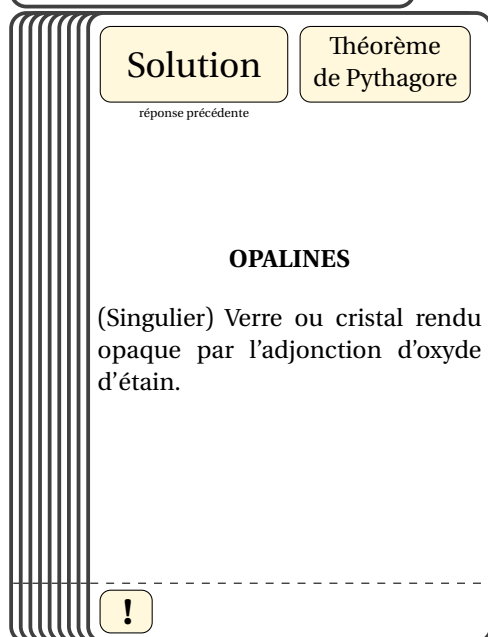 Solution
Théorème
de Pythagore
réponse précédente
OPALINES
(Singulier) Verre ou cristal rendu
opaque par l'adjonction d'oxyde
d'étain.
!